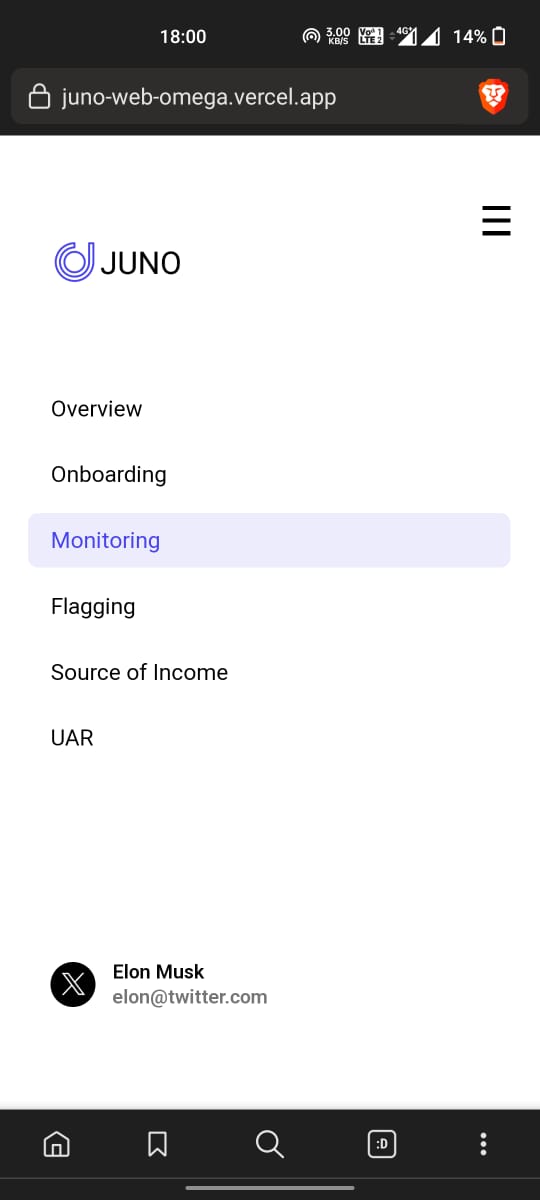 18:00
3.00
KB/S
Vo 1
LTE 2
4G+
14%
juno-web-omega.vercel.app
JUNO
Overview
Onboarding
Monitoring
Flagging
Source of Income
UAR
Elon Musk
elon@twitter.com
:D